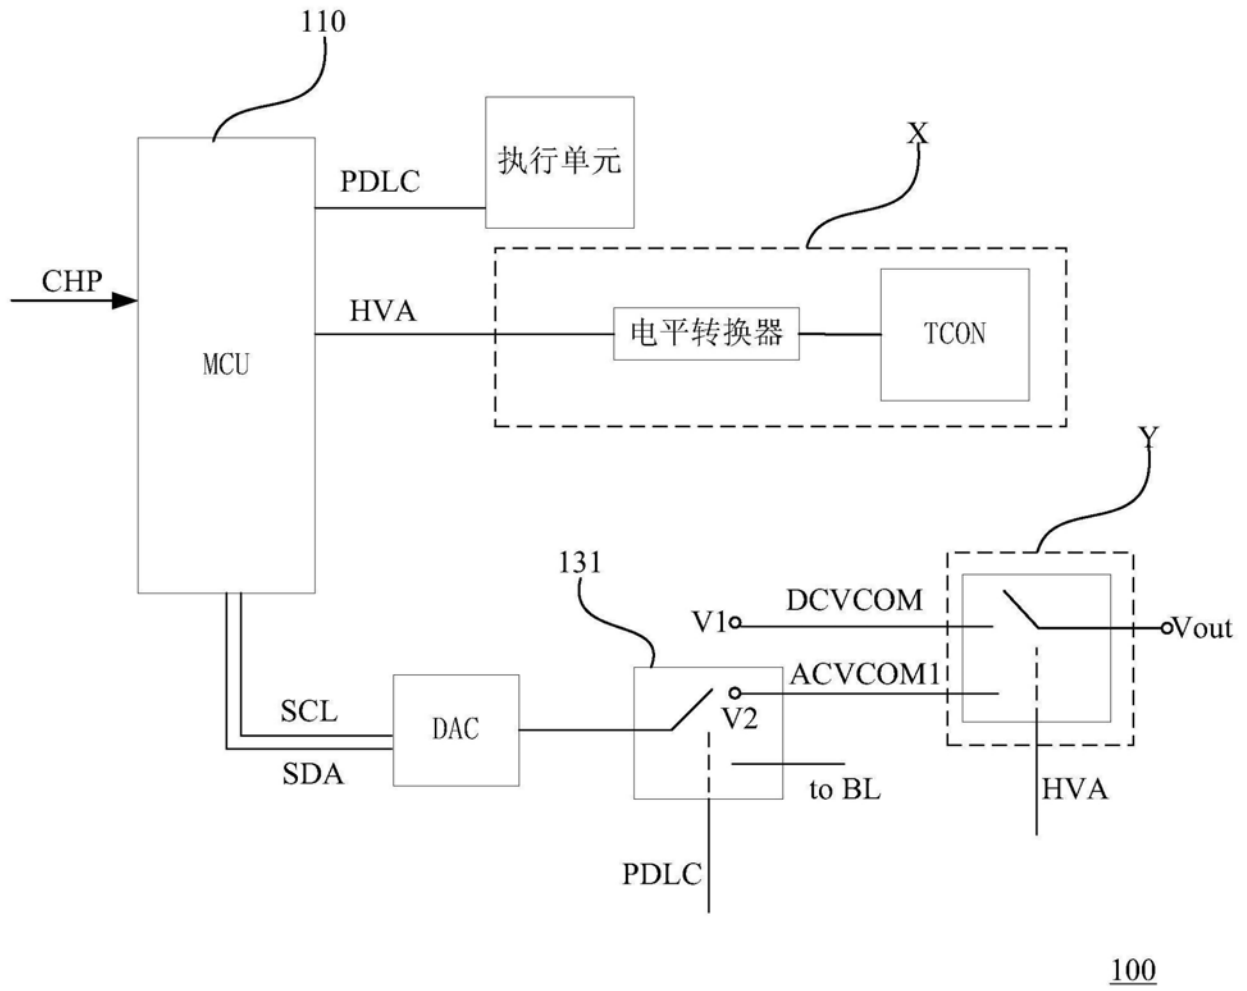 110
执行单元
X
PDLC
CHP
HVA
MCU
电平转换器
TCON
Y
131
V1
DCVCOM
Vout
ACVCOM1
V2
SCL
DAC
SDA
to BL
HVA
PDLC
100